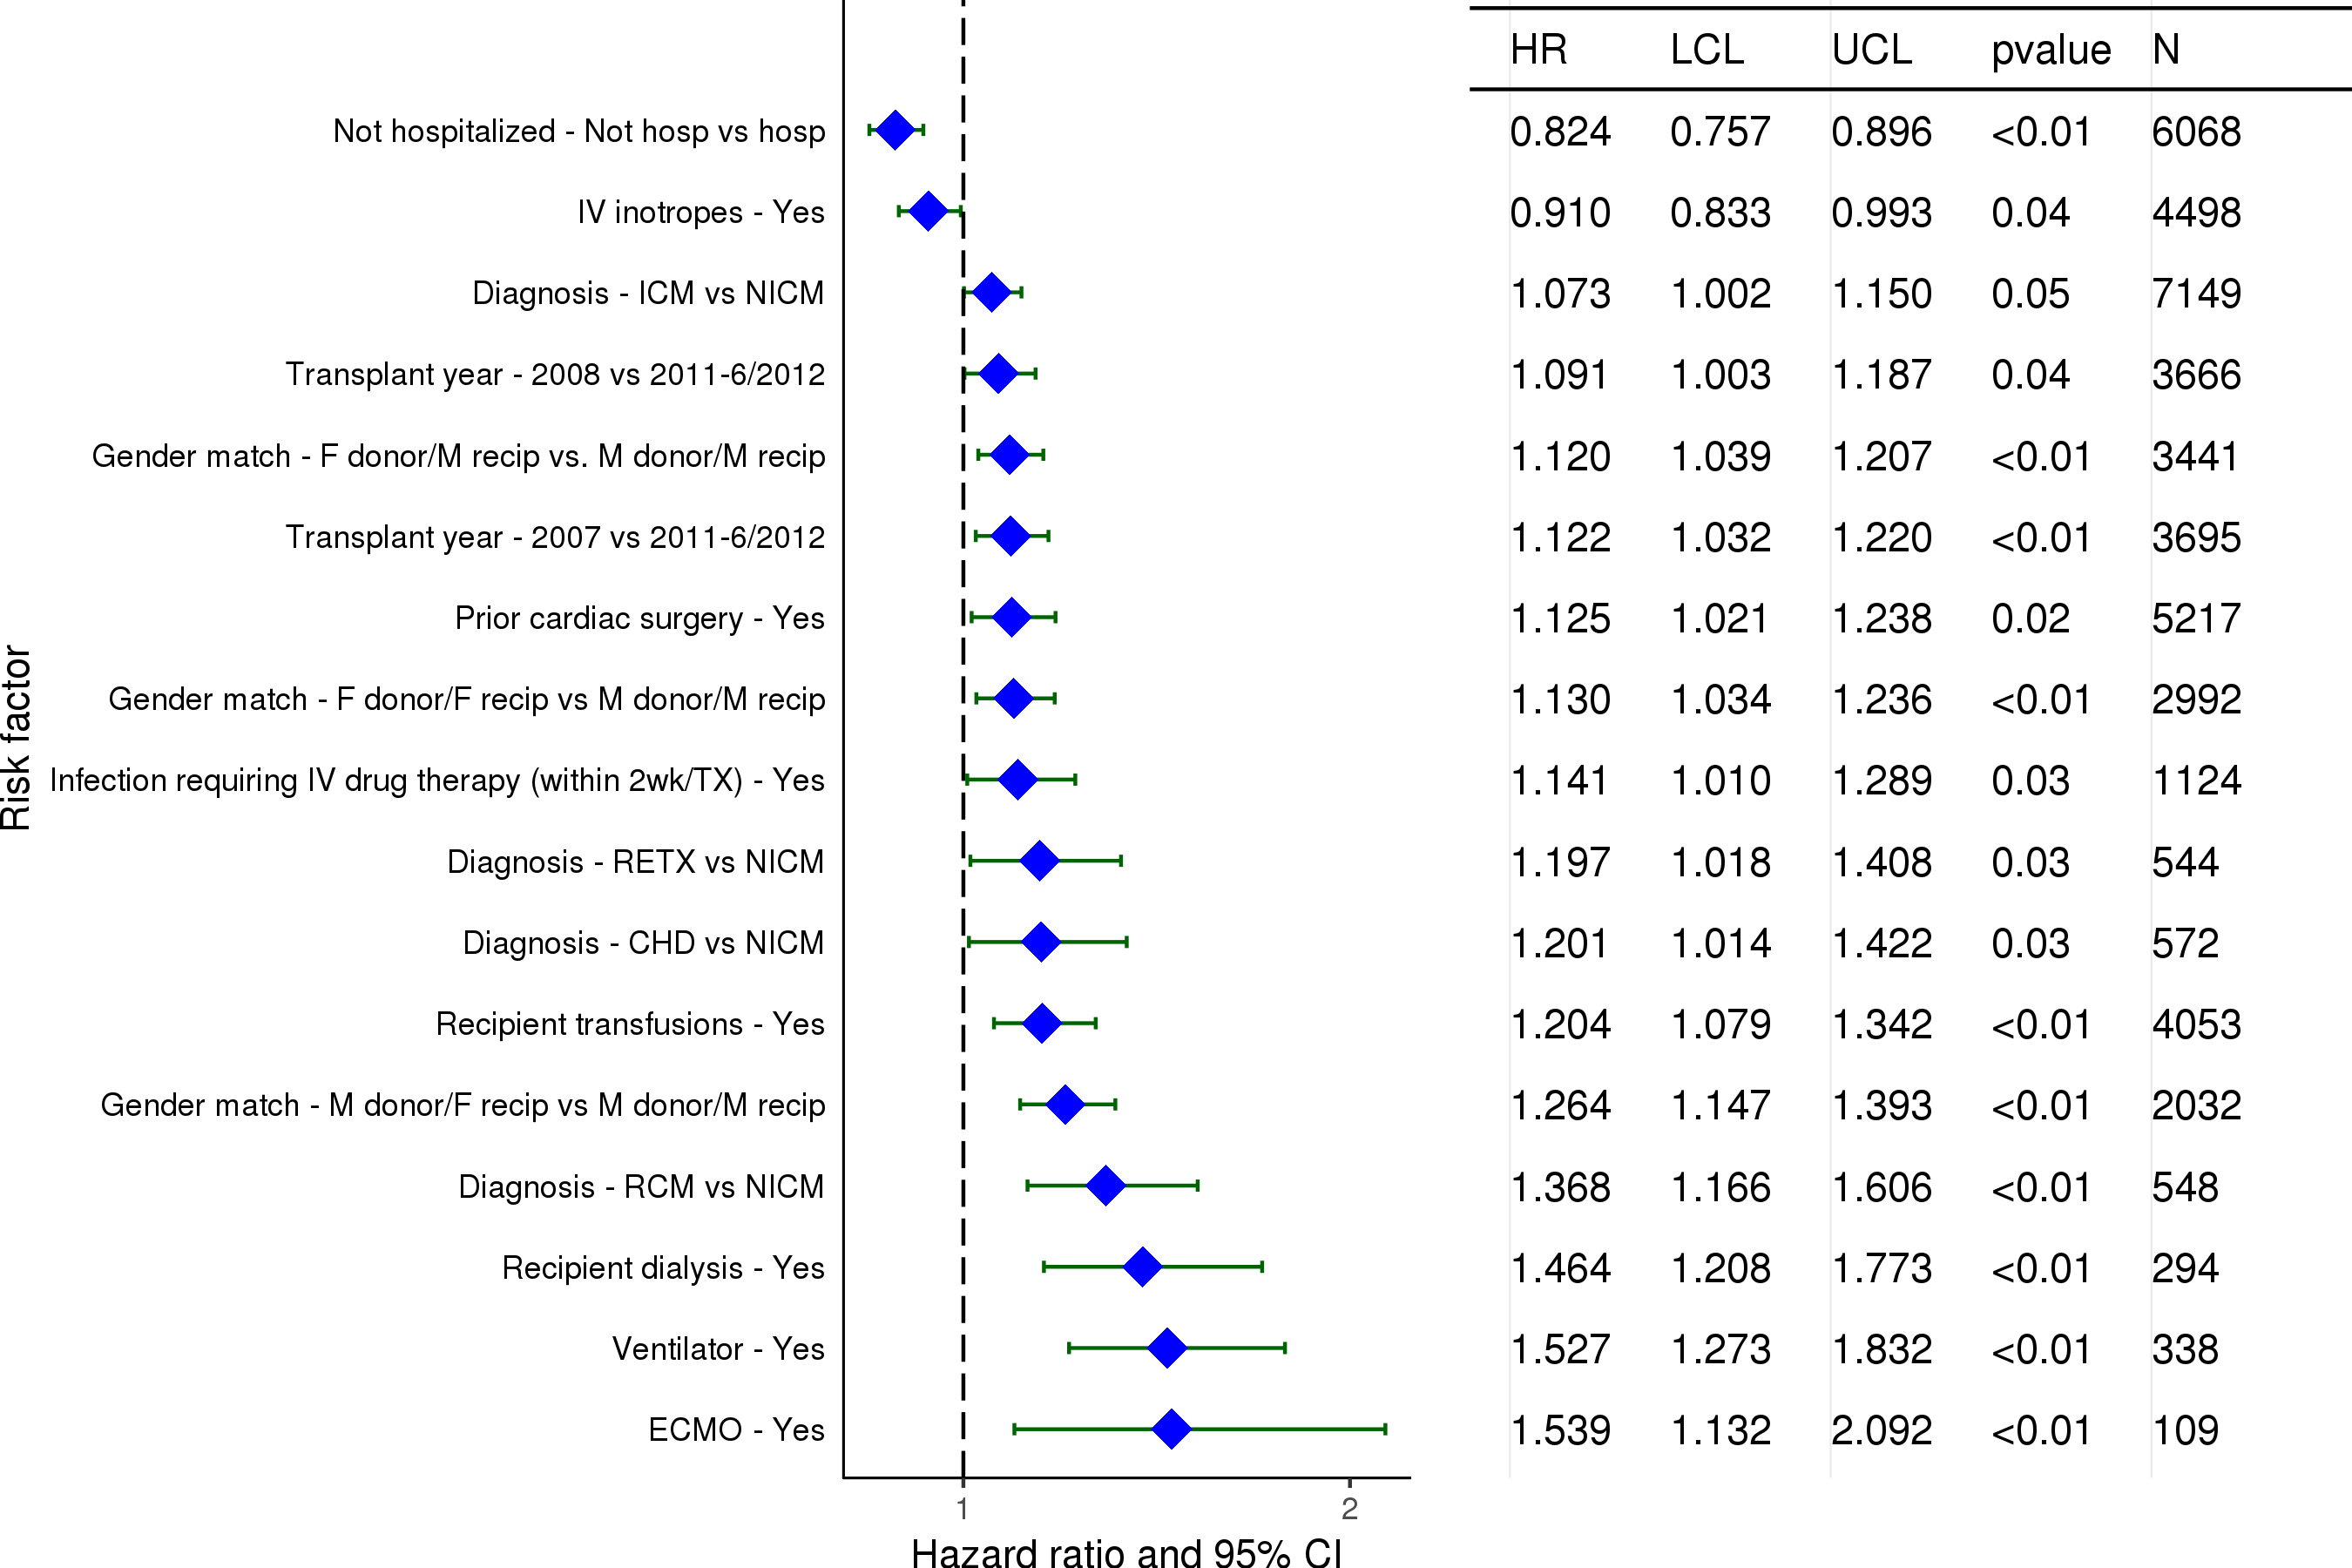 HR LCL UCL pvalue N
Not hospitalized - Not hosp vs hosp 0.824 0.757 0.896 <0.01 6068
IV inotropes - Yes 0.910 0.833 0.993 0.04 4498
Diagnosis - ICM vs NICM 1.073 1.002 1.150 0.05 7149
Transplant year - 2008 vs 2011-6/2012 1.091 1.003 1.187 0.04 3666
Gender match - F donor/M recip vs. M donor/M recip 1.120 1.039 1.207 <0.01 3441
Transplant year - 2007 vs 2011-6/2012 1.122 1.032 1.220 <0.01 3695
Prior cardiac surgery - Yes 1.125 1.021 1.238 0.02 5217
Gender match - F donor/F recip vs M donor/M recip 1.130 1.034 1.236 <0.01 2992
Infection requiring IV drug therapy (within 2wk/TX) - Yes 1.141 1.010 1.289 0.03 1124
Diagnosis - RETX vs NICM 1.197 1.018 1.408 0.03 544
Diagnosis - CHD vs NICM 1.201 1.014 1.422 0.03 572
Recipient transfusions - Yes 1.204 1.079 1.342 <0.01 4053
Gender match - M donor/F recip vs M donor/M recip 1.264 1.147 1.393 <0.01 2032
Diagnosis - RCM vs NICM 1.368 1.166 1.606 <0.01 548
Recipient dialysis - Yes 1.464 1.208 1.773 <0.01 294
Ventilator - Yes 1.527 1.273 1.832 <0.01 338
ECMO - Yes 1.539 1.132 2.092 <0.01 109
Risk factor
1 2
Hazard ratio and 95% CI